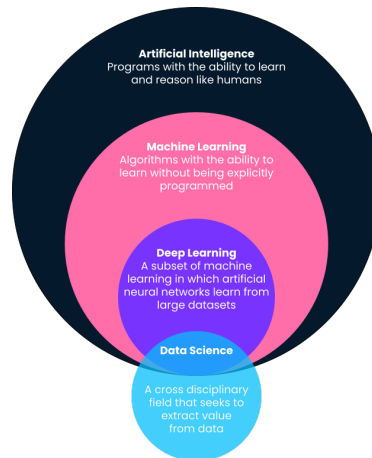 Artificial Intelligence
Programs with the ability to learn
and reason like humans
Machine Learning
Algorithms with the ability to
learn without being explicitly
programmed
Deep Learning
A subset of machine
learning in which artificial
neural networks learn from
large datasets
Data Science
A cross disciplinary
field that seeks to
extract value
from data